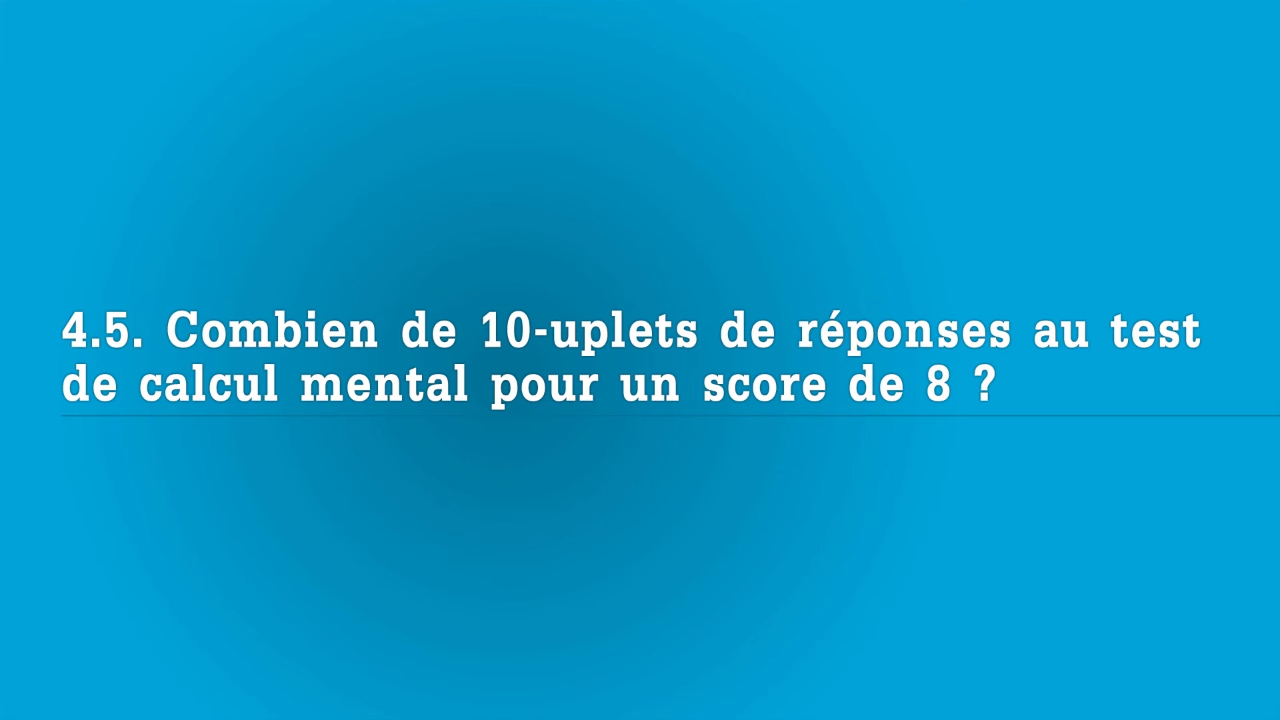 4.5. Combien de 10-uplets de réponses au test
de calcul mental pour un score de 8 ?